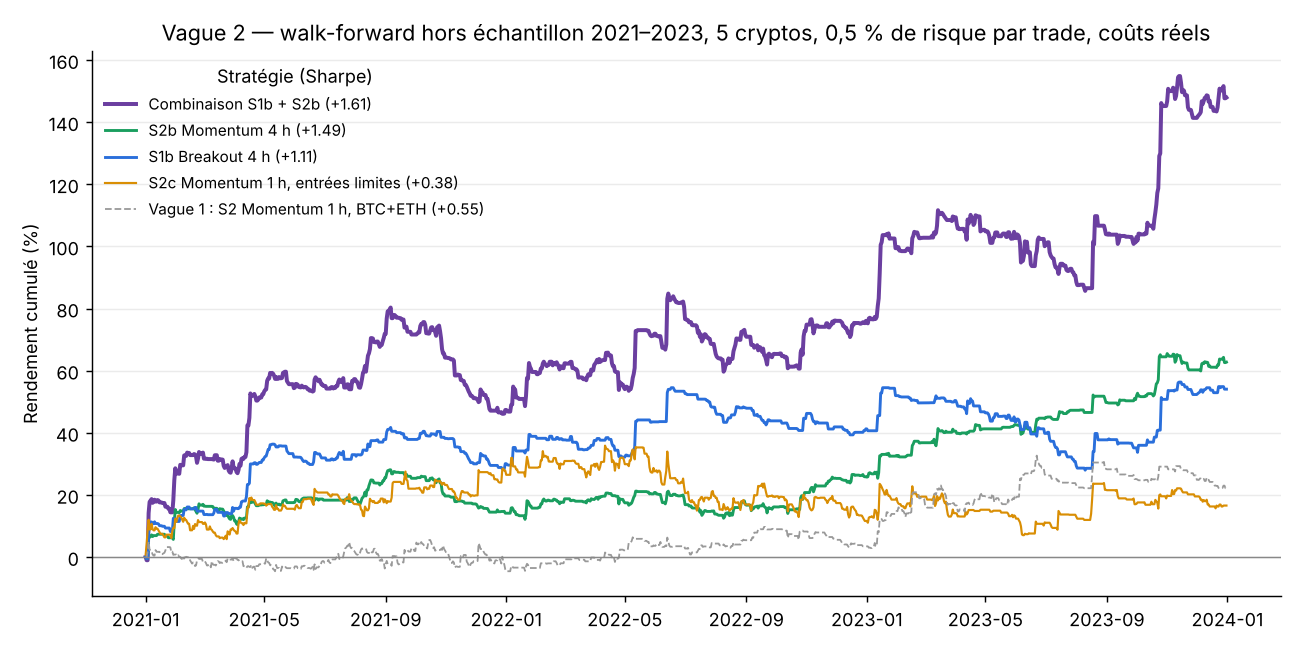 Vague 2 — walk-forward hors échantillon 2021–2023, 5 cryptos, 0,5 % de risque par trade, coûts réels
Rendement cumulé (%)
160
140
120
100
80
60
40
20
0
Stratégie (Sharpe)
Combinaison S1b + S2b (+1.61)
S2b Momentum 4 h (+1.49)
S1b Breakout 4 h (+1.11)
S2c Momentum 1 h, entrées limites (+0.38)
Vague 1 : S2 Momentum 1 h, BTC+ETH (+0.55)
2021-01 2021-05 2021-09 2022-01 2022-05 2022-09 2023-01 2023-05 2023-09 2024-01